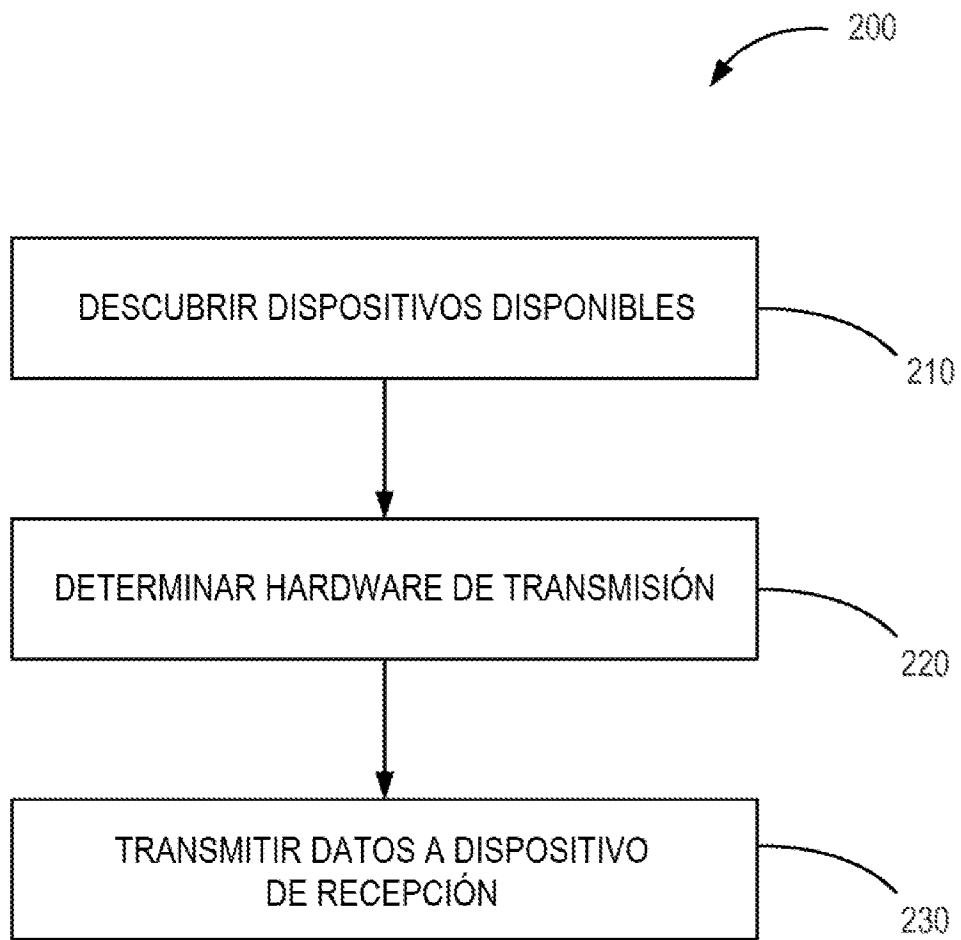 200
DESCUBRIR DISPOSITIVOS DISPONIBLES
210
DETERMINAR HARDWARE DE TRANSMISIÓN
220
TRANSMITIR DATOS A DISPOSITIVO
DE RECEPCIÓN
230